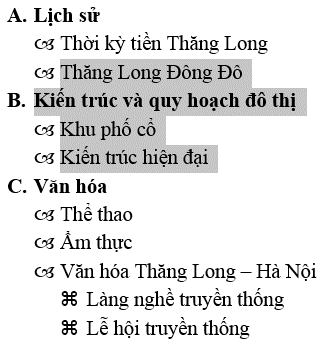 A. Lịch sử
Thời kỳ tiền Thăng Long
Thăng Long Đông Đô
B. Kiến trúc và quy hoạch đô thị
Khu phố cổ
Kiến trúc hiện đại
C. Văn hóa
Thể thao
Ẩm thực
Văn hóa Thăng Long – Hà Nội
⌘ Làng nghề truyền thống
⌘ Lễ hội truyền thống